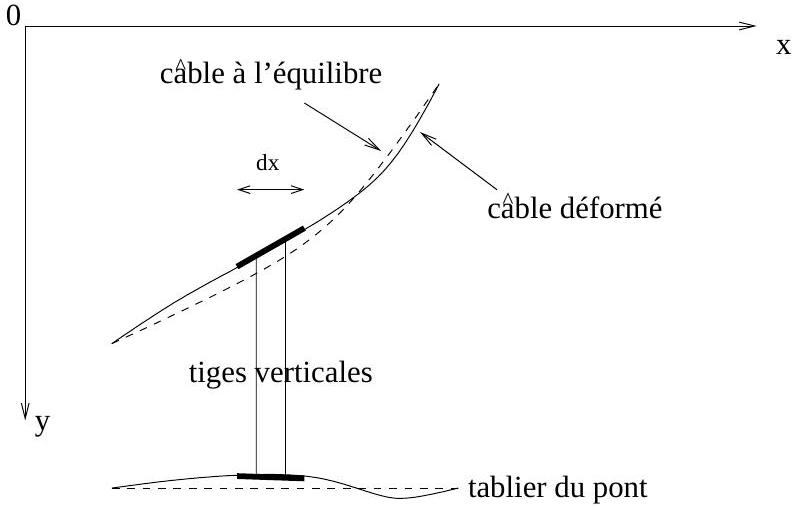 0
x
câble à l'équilibre
dx
câble déformé
tiges verticales
y
tablier du pont